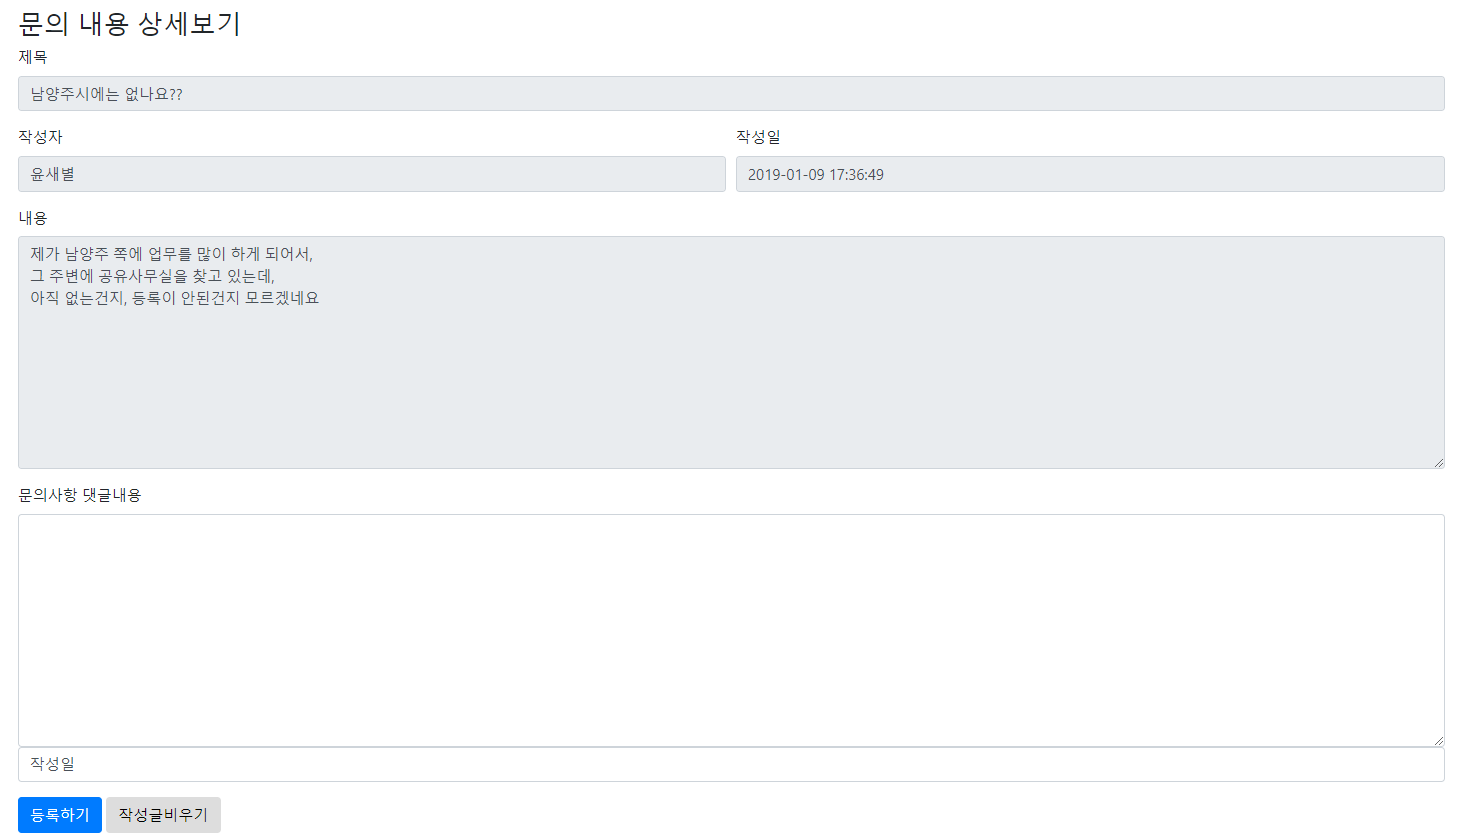 문의 내용 상세보기
제목
남양주시에는 없나요??
작성자
작성일
윤새별
2019-01-09 17:36:49
내용
제가 남양주 쪽에 업무를 많이 하게 되어서,
그 주변에 공유사무실을 찾고 있는데,
아직 없는건지, 등록이 안된건지 모르겠네요
문의사항 댓글내용
작성일
등록하기
작성글비우기